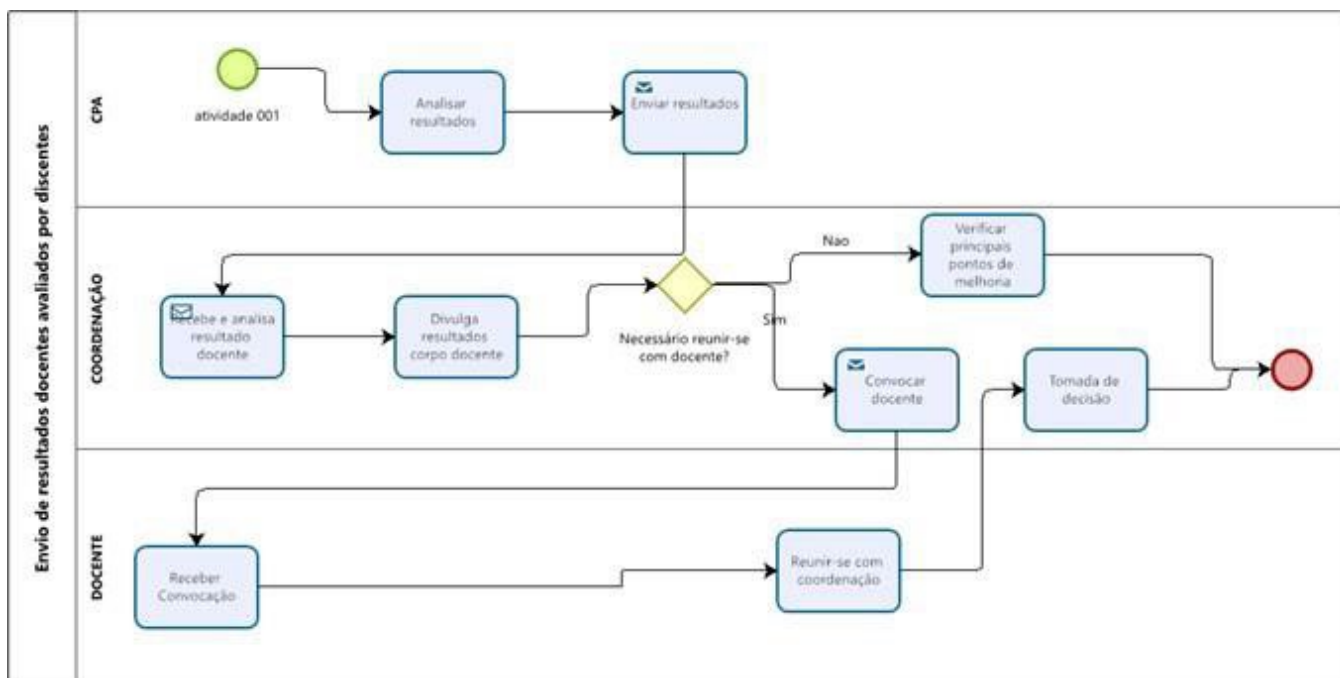 Envio de resultados docentes avaliados por discentes
CPA
atividade 001
Analisar
resultados
Enviar resultados
COORDENAÇÃO
Recebe e analisa
resultado
docente
Divulga
resultados
corpo docente
Necessário reunir-se
com docente?
Nao
Sim
Verificar
principais
pontos de
melhoria
Convocar
docente
Tomada de
decisão
DOCENTE
Receber
Convocação
Reunir-se com
coordenação